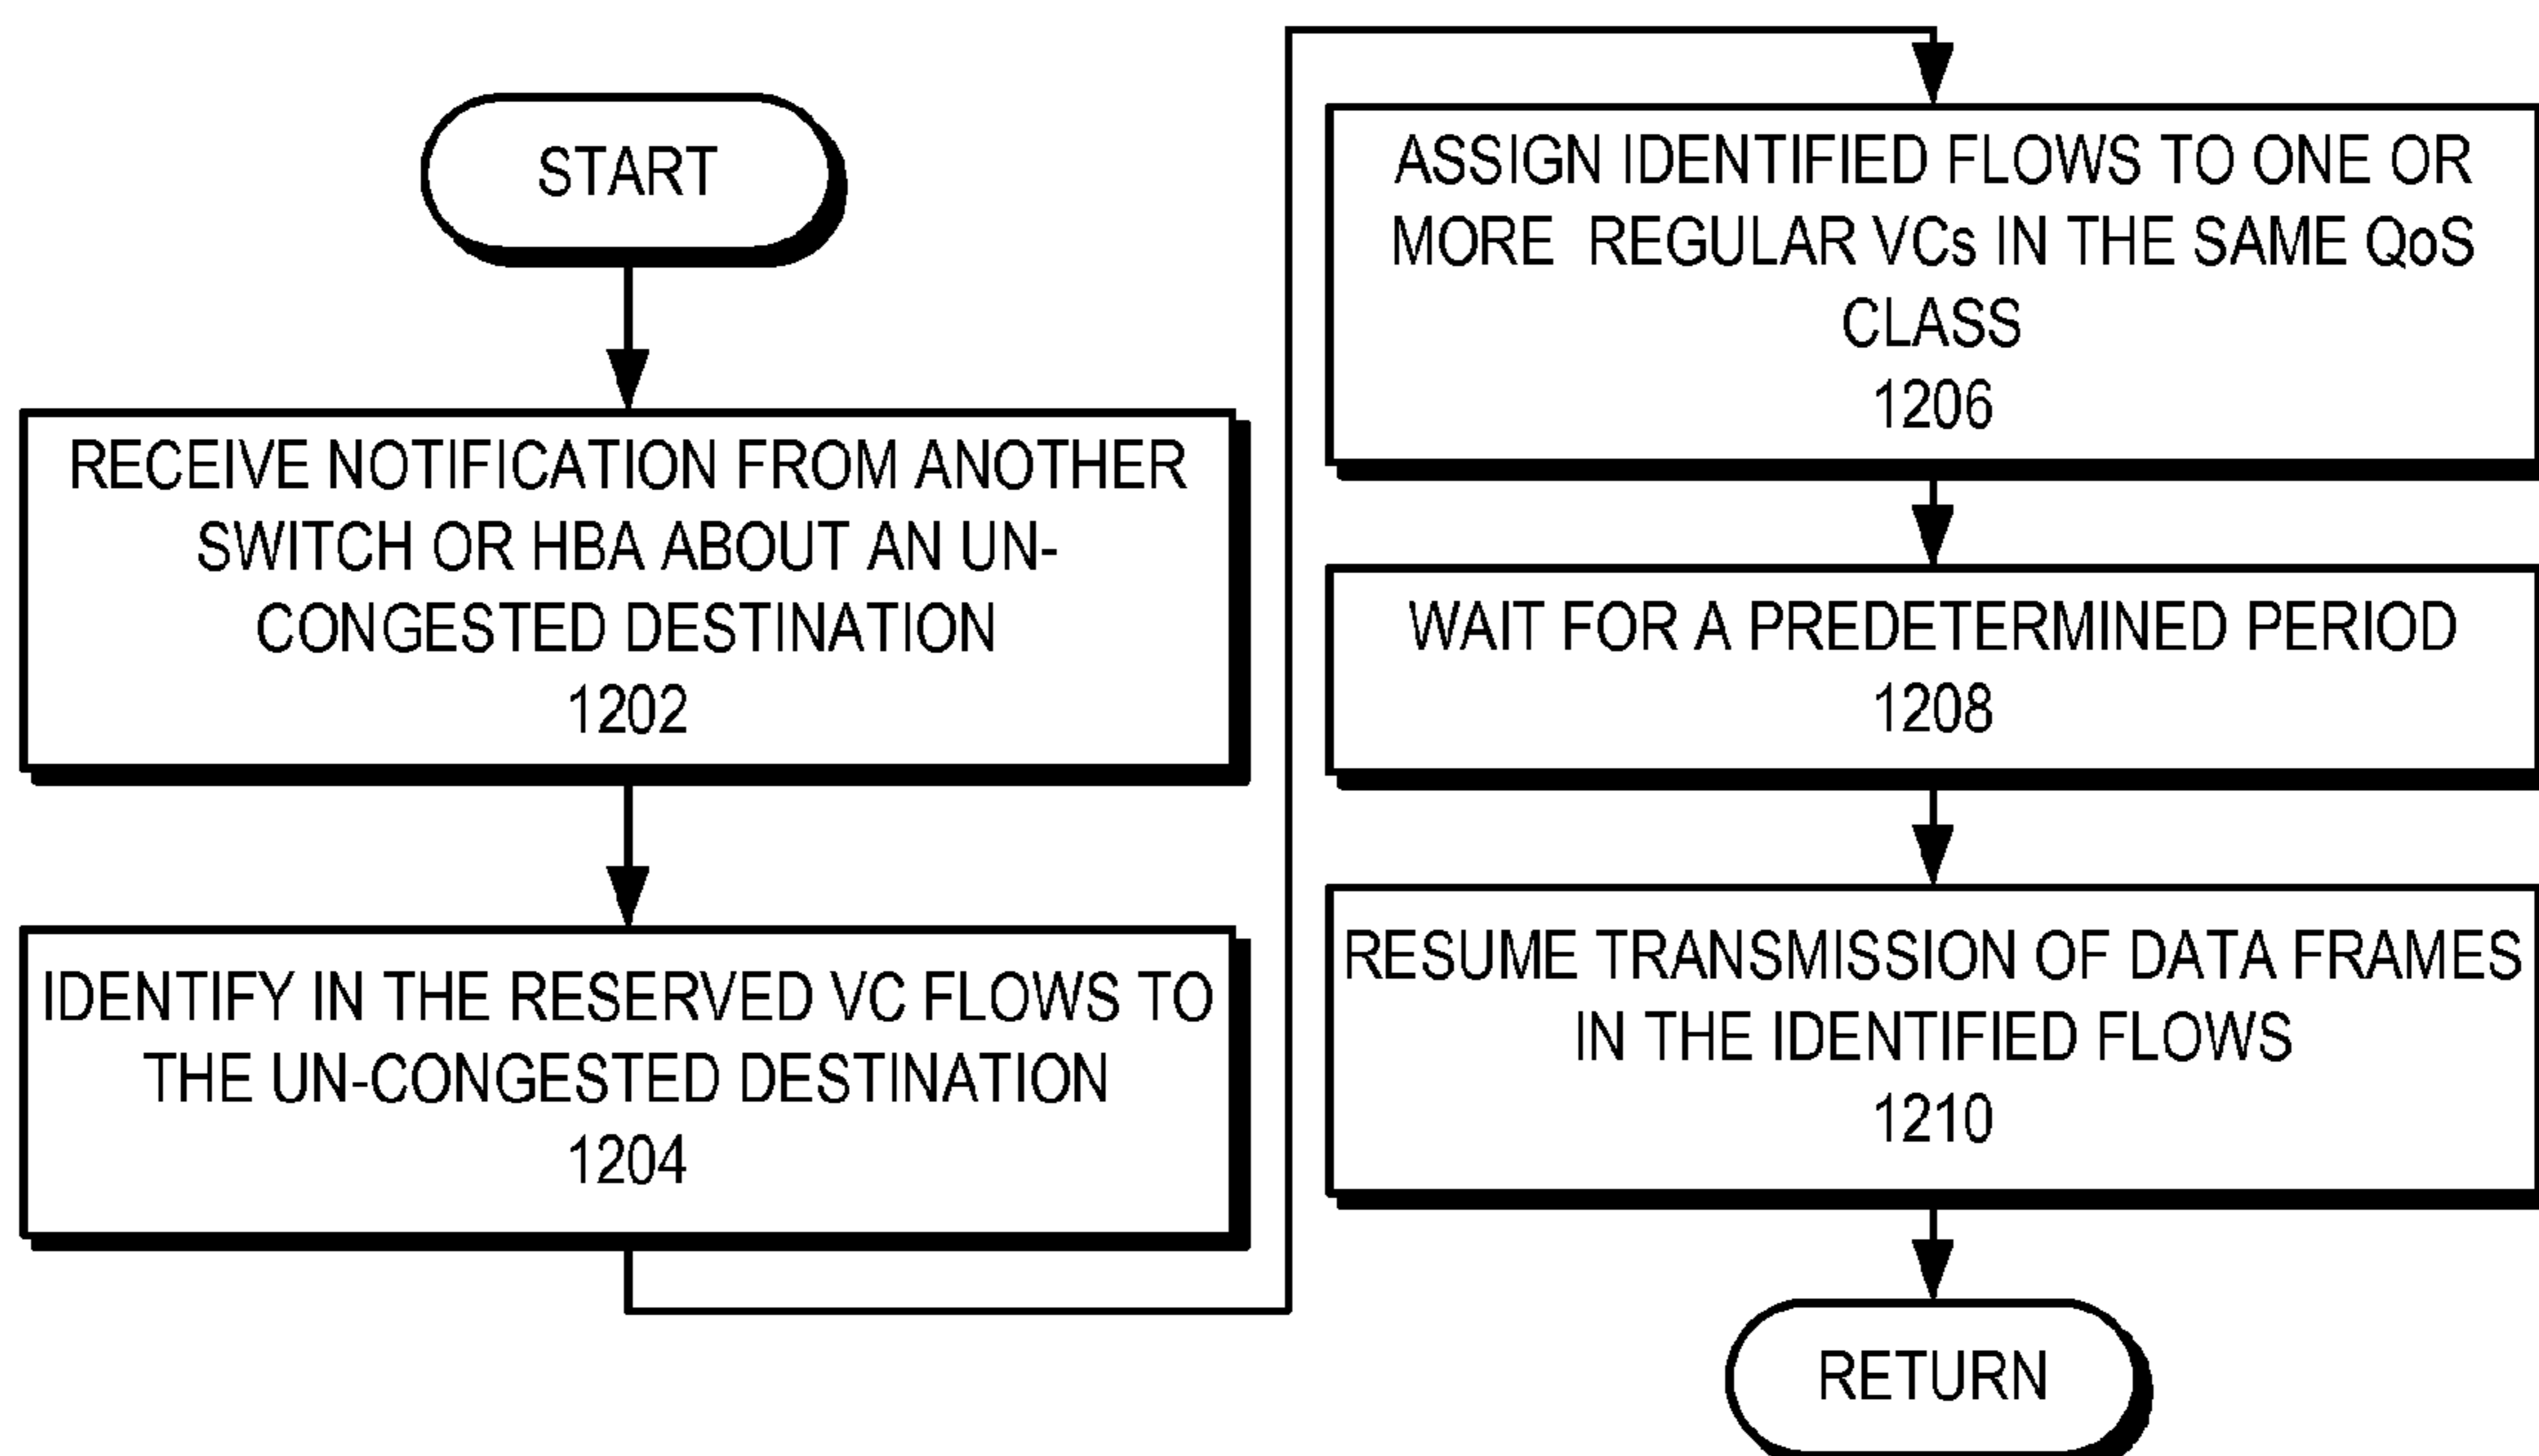 START
RECEIVE NOTIFICATION FROM ANOTHER
SWITCH OR HBA ABOUT AN UN-
CONGESTED DESTINATION
1202
IDENTIFY IN THE RESERVED VC FLOWS TO
THE UN-CONGESTED DESTINATION
1204
ASSIGN IDENTIFIED FLOWS TO ONE OR
MORE REGULAR VCs IN THE SAME QoS
CLASS
1206
WAIT FOR A PREDETERMINED PERIOD
1208
RESUME TRANSMISSION OF DATA FRAMES
IN THE IDENTIFIED FLOWS
1210
RETURN